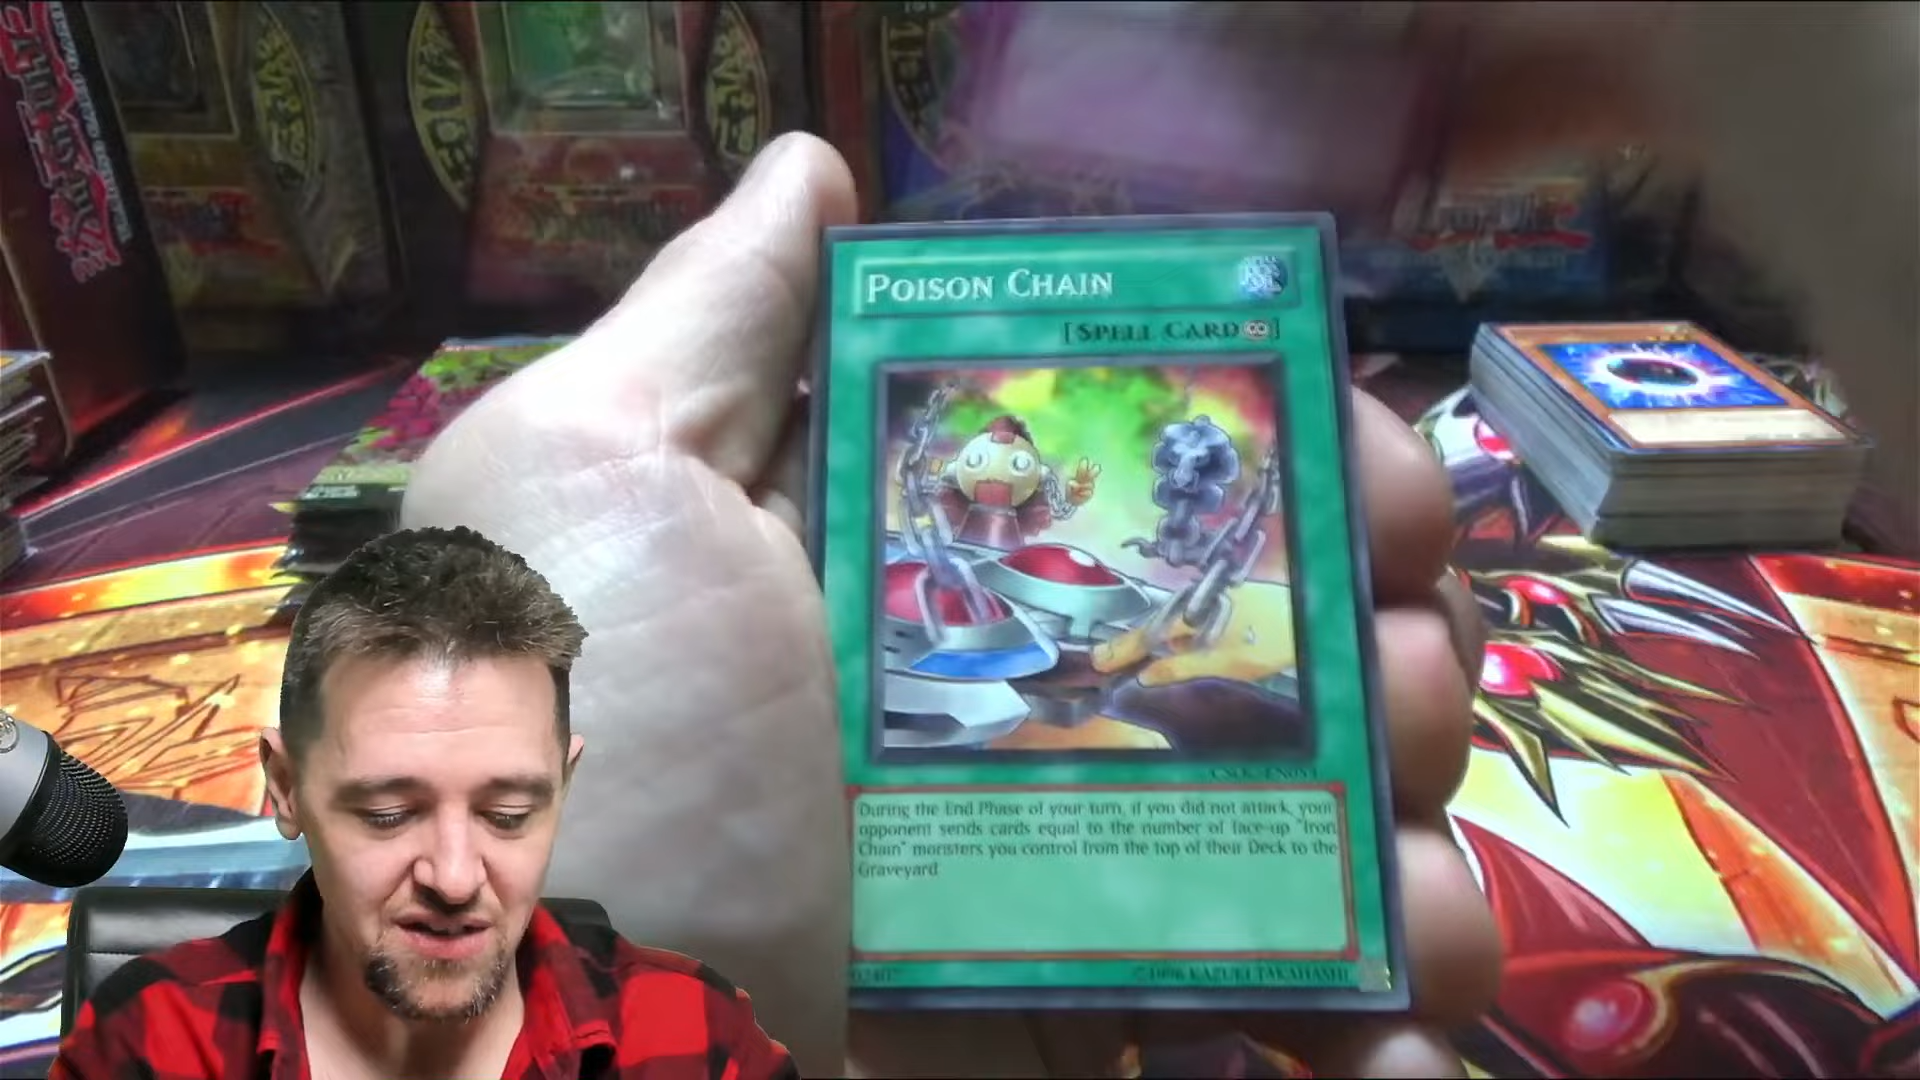 POISON CHAIN
[SPELL CARD]
During the End Phase of your turn, if you did not attack, your
opponent sends cards equal to the number of face-up "Iron
Chain" monsters you control from the top of their Deck to the
Graveyard
©1996 KAZUKI TAKAHASHI